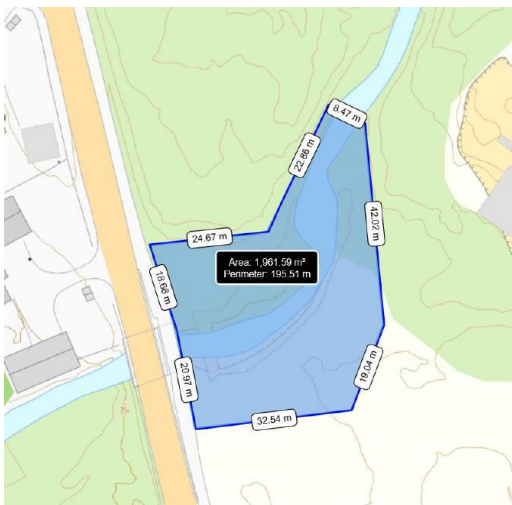 8.47 m
22.86 m
42.02 m
24.67 m
Area: 1,961.59 m²
Perimeter: 195.51 m
18.66 m
20.97 m
19.04 m
32.54 m